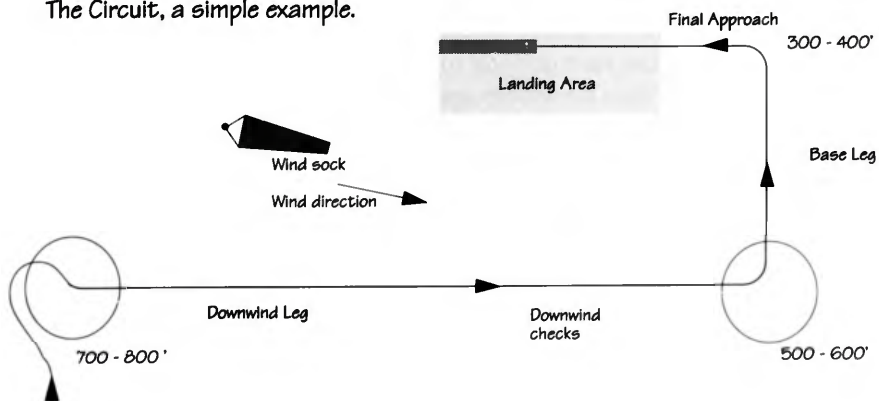 The Circuit, a simple example.
Final Approach
300 - 400'
Landing Area
Base Leg
Wind sock
Wind direction
Downwind Leg
Downwind
checks
700 - 800 '
500 - 600'